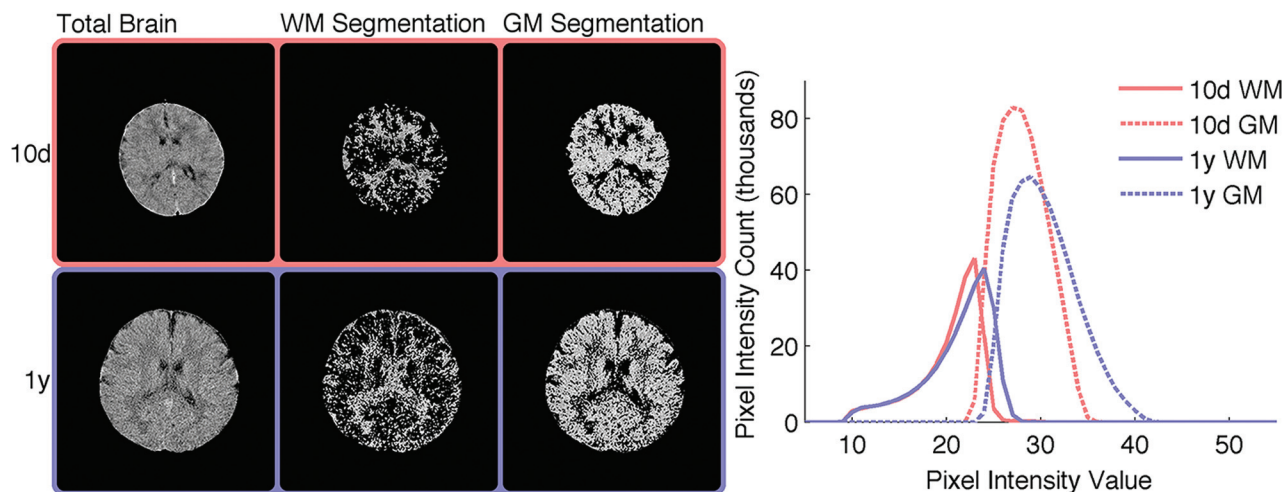 Total Brain
WM Segmentation
GM Segmentation
10d
1y
Pixel Intensity Count (thousands)
80
60
40
20
0
10
20
30
40
50
Pixel Intensity Value
10d WM
10d GM
1y WM
1y GM